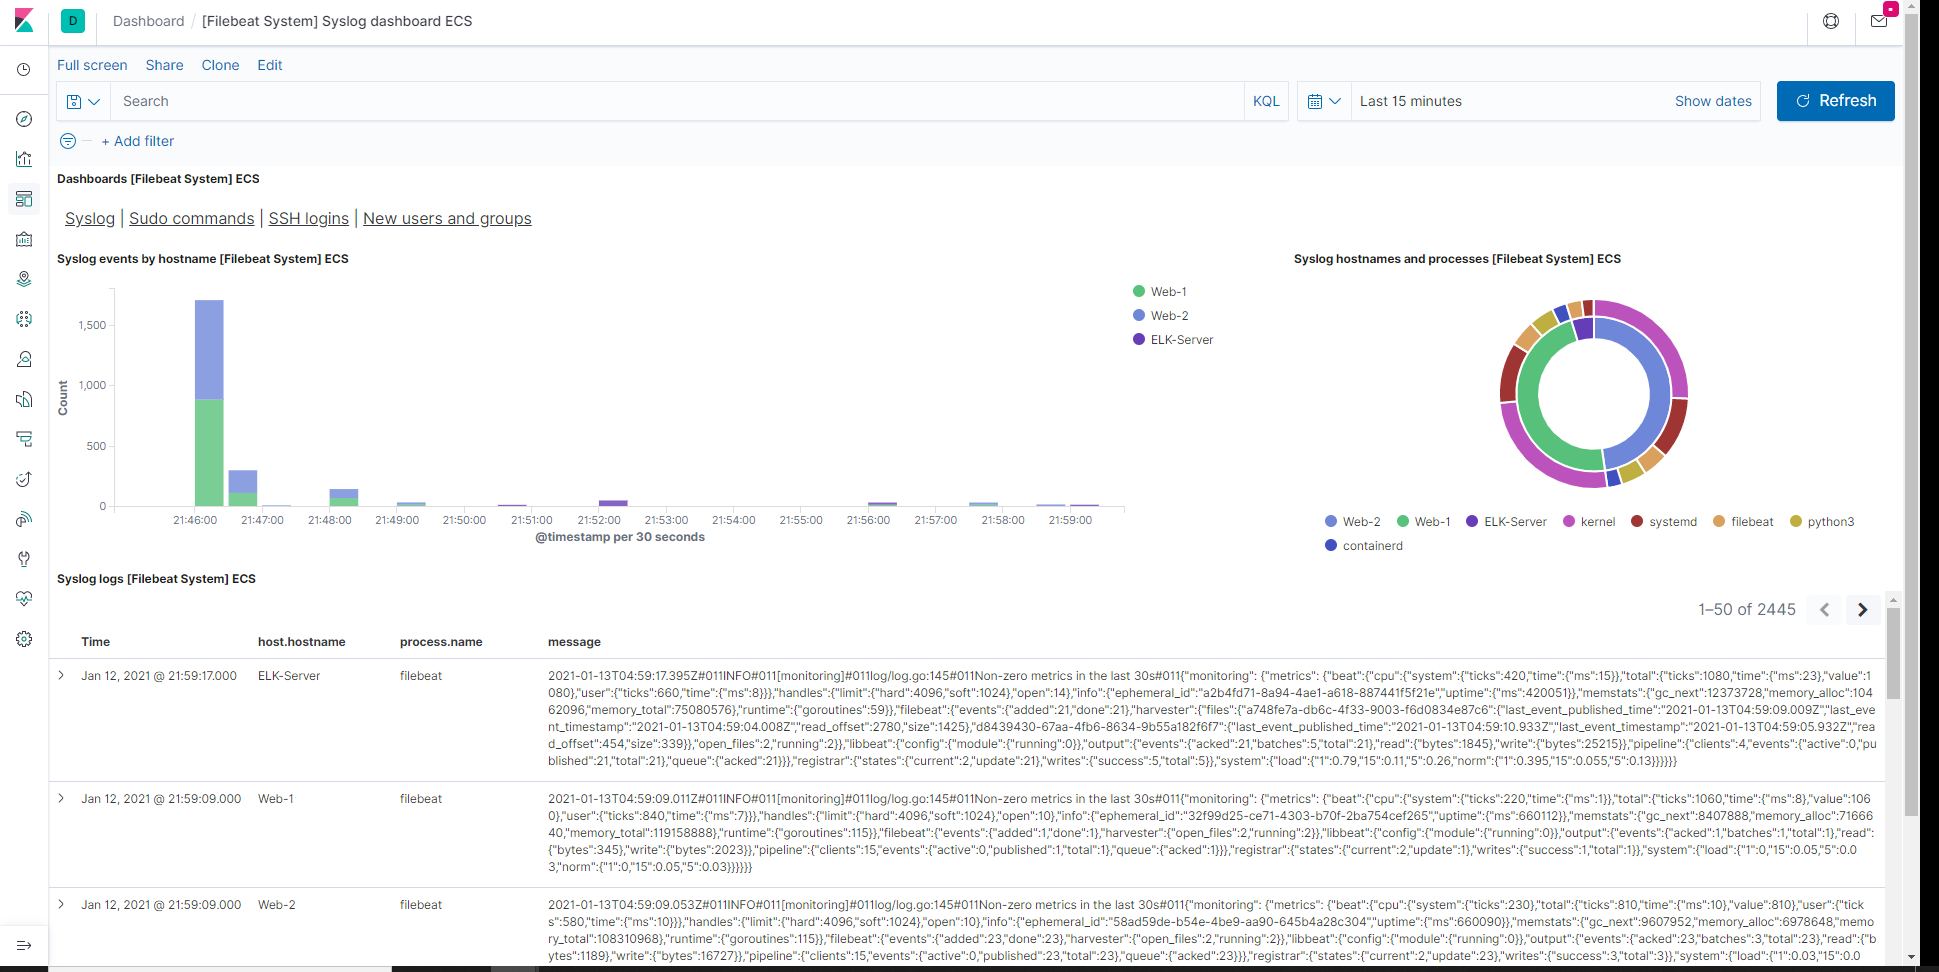 D Dashboard / [Filebeat System] Syslog dashboard ECS
Full screen Share Clone Edit
Search KQL Last 15 minutes Show dates Refresh
+ Add filter
Dashboards [Filebeat System] ECS
Syslog | Sudo commands | SSH logins | New users and groups
Syslog events by hostname [Filebeat System] ECS
1,500
1,000
500
0
Count
21:46:00 21:47:00 21:48:00 21:49:00 21:50:00 21:51:00 21:52:00 21:53:00 21:54:00 21:55:00 21:56:00 21:57:00 21:58:00 21:59:00
@timestamp per 30 seconds
Web-1
Web-2
ELK-Server
Syslog hostnames and processes [Filebeat System] ECS
Web-2 Web-1 ELK-Server kernel systemd filebeat python3
containerd
Syslog logs [Filebeat System] ECS
1–50 of 2445
Time host.hostname process.name message
Jan 12, 2021 @ 21:59:17.000 ELK-Server filebeat 2021-01-13T04:59:17.395Z#011INFO#011[monitoring]#011log/log.go:145#011Non-zero metrics in the last 30s#011{"monitoring": {"metrics": {"beat":{"cpu":{"system":{"ticks":420,"time":{"ms":15}},"total":{"ticks":1080,"time":{"ms":23},"value":1
080},"user":{"ticks":660,"time":{"ms":8}}},"handles":{"limit":{"hard":4096,"soft":1024},"open":14},"info":{"ephemeral_id":"a2b4fd71-8a94-4ae1-a618-887441f5f21e","uptime":{"ms":420051}},"memstats":{"gc_next":12373728,"memory_alloc":104
62096,"memory_total":75080576},"runtime":{"goroutines":59}},"filebeat":{"events":{"added":21,"done":21},"harvester":{"files":{"a748fe7a-db6c-4f33-9003-f6d0834e87c6":{"last_event_published_time":"2021-01-13T04:59:09.009Z","last_eve
nt_timestamp":"2021-01-13T04:59:04.008Z","read_offset":2780,"size":1425},"d8439430-67aa-4fb6-8634-9b55a182f6f7":{"last_event_published_time":"2021-01-13T04:59:10.933Z","last_event_timestamp":"2021-01-13T04:59:05.932Z","rea
d_offset":454,"size":339}},"open_files":2,"running":2}},"libbeat":{"config":{"module":{"running":0}},"output":{"events":{"acked":21,"batches":5,"total":21},"read":{"bytes":1845},"write":{"bytes":25215}},"pipeline":{"clients":4,"events":{"active":0,"pu
blished":21,"total":21},"queue":{"acked":21}}},"registrar":{"states":{"current":2,"update":21},"writes":{"success":5,"total":5}},"system":{"load":{"1":0.79,"15":0.11,"5":0.26,"norm":{"1":0.395,"15":0.055,"5":0.13}}}}}}
Jan 12, 2021 @ 21:59:09.000 Web-1 filebeat 2021-01-13T04:59:09.011Z#011INFO#011[monitoring]#011log/log.go:145#011Non-zero metrics in the last 30s#011{"monitoring": {"metrics": {"beat":{"cpu":{"system":{"ticks":220,"time":{"ms":1}},"total":{"ticks":1060,"time":{"ms":8},"value":106
0},"user":{"ticks":840,"time":{"ms":7}}},"handles":{"limit":{"hard":4096,"soft":1024},"open":10},"info":{"ephemeral_id":"32f99d25-ce71-4303-b70f-2ba754cef265","uptime":{"ms":660112}},"memstats":{"gc_next":8407888,"memory_alloc":71666
40,"memory_total":119158888},"runtime":{"goroutines":115}},"filebeat":{"events":{"added":1,"done":1},"harvester":{"open_files":2,"running":2}},"libbeat":{"config":{"module":{"running":0}},"output":{"events":{"acked":1,"batches":1,"total":1},"read":
{"bytes":345},"write":{"bytes":2023}},"pipeline":{"clients":15,"events":{"active":0,"published":1,"total":1},"queue":{"acked":1}}},"registrar":{"states":{"current":2,"update":1},"writes":{"success":1,"total":1}},"system":{"load":{"1":0,"15":0.05,"5":0.0
3,"norm":{"1":0,"15":0.05,"5":0.03}}}}}}
Jan 12, 2021 @ 21:59:09.000 Web-2 filebeat 2021-01-13T04:59:09.053Z#011INFO#011[monitoring]#011log/log.go:145#011Non-zero metrics in the last 30s#011{"monitoring": {"metrics": {"beat":{"cpu":{"system":{"ticks":230},"total":{"ticks":810,"time":{"ms":10},"value":810},"user":{"tick
s":580,"time":{"ms":10}}},"handles":{"limit":{"hard":4096,"soft":1024},"open":10},"info":{"ephemeral_id":"58ad59de-b54e-4be9-aa90-645b4a28c304","uptime":{"ms":660090}},"memstats":{"gc_next":9607952,"memory_alloc":6978648,"memo
ry_total":108310968},"runtime":{"goroutines":115}},"filebeat":{"events":{"added":23,"done":23},"harvester":{"open_files":2,"running":2}},"libbeat":{"config":{"module":{"running":0}},"output":{"events":{"acked":23,"batches":3,"total":23},"read":{"b
ytes":1189},"write":{"bytes":16727}},"pipeline":{"clients":15,"events":{"active":0,"published":23,"total":23},"queue":{"acked":23}}},"registrar":{"states":{"current":2,"update":23},"writes":{"success":3,"total":3}},"system":{"load":{"1":0.03,"15":0.0